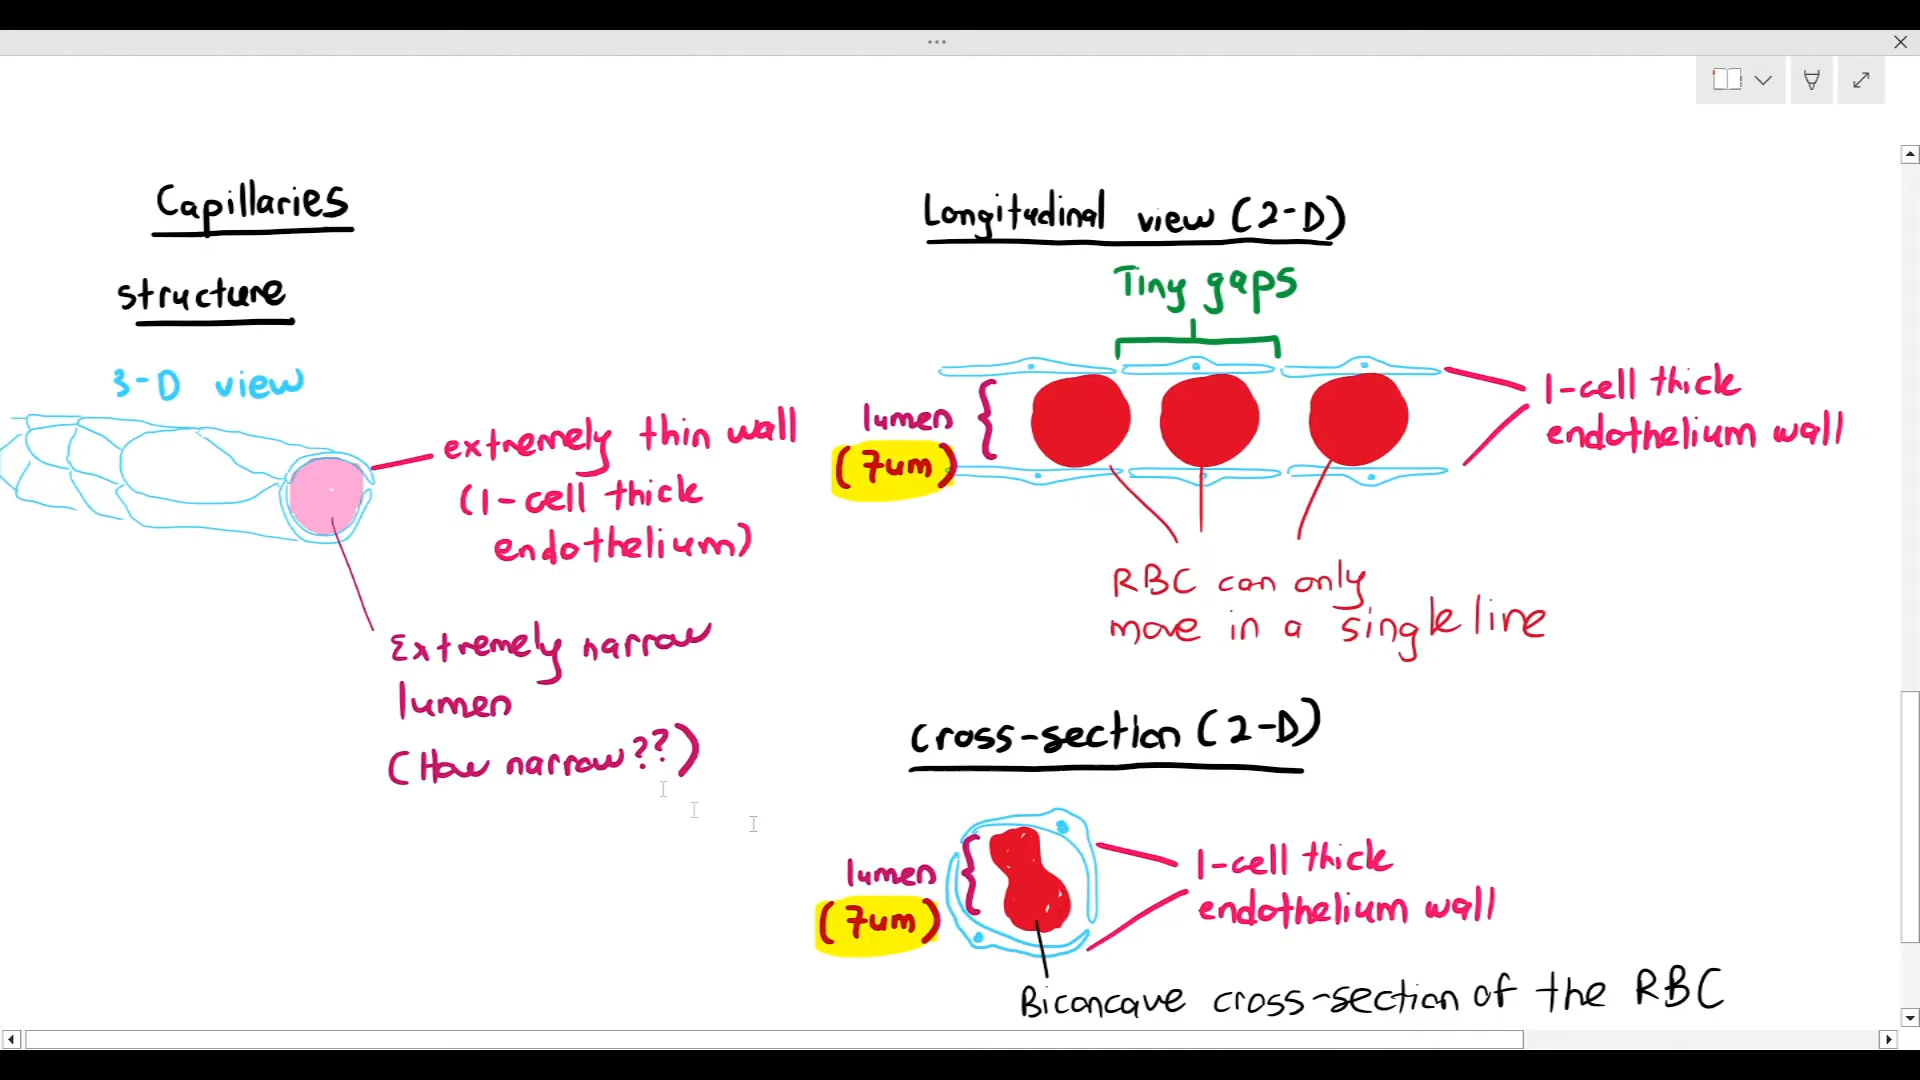 Capillaries
structure
3-D view
extremely thin wall
(1-cell thick
endothelium)
Extremely narrow
lumen
(How narrow??)
Longitudinal view (2-D)
Tiny gaps
lumen
(7um)
1-cell thick
endothelium wall
RBC can only
move in a single line
cross-section (2-D)
lumen
(7um)
1-cell thick
endothelium wall
Biconcave cross-section of the RBC